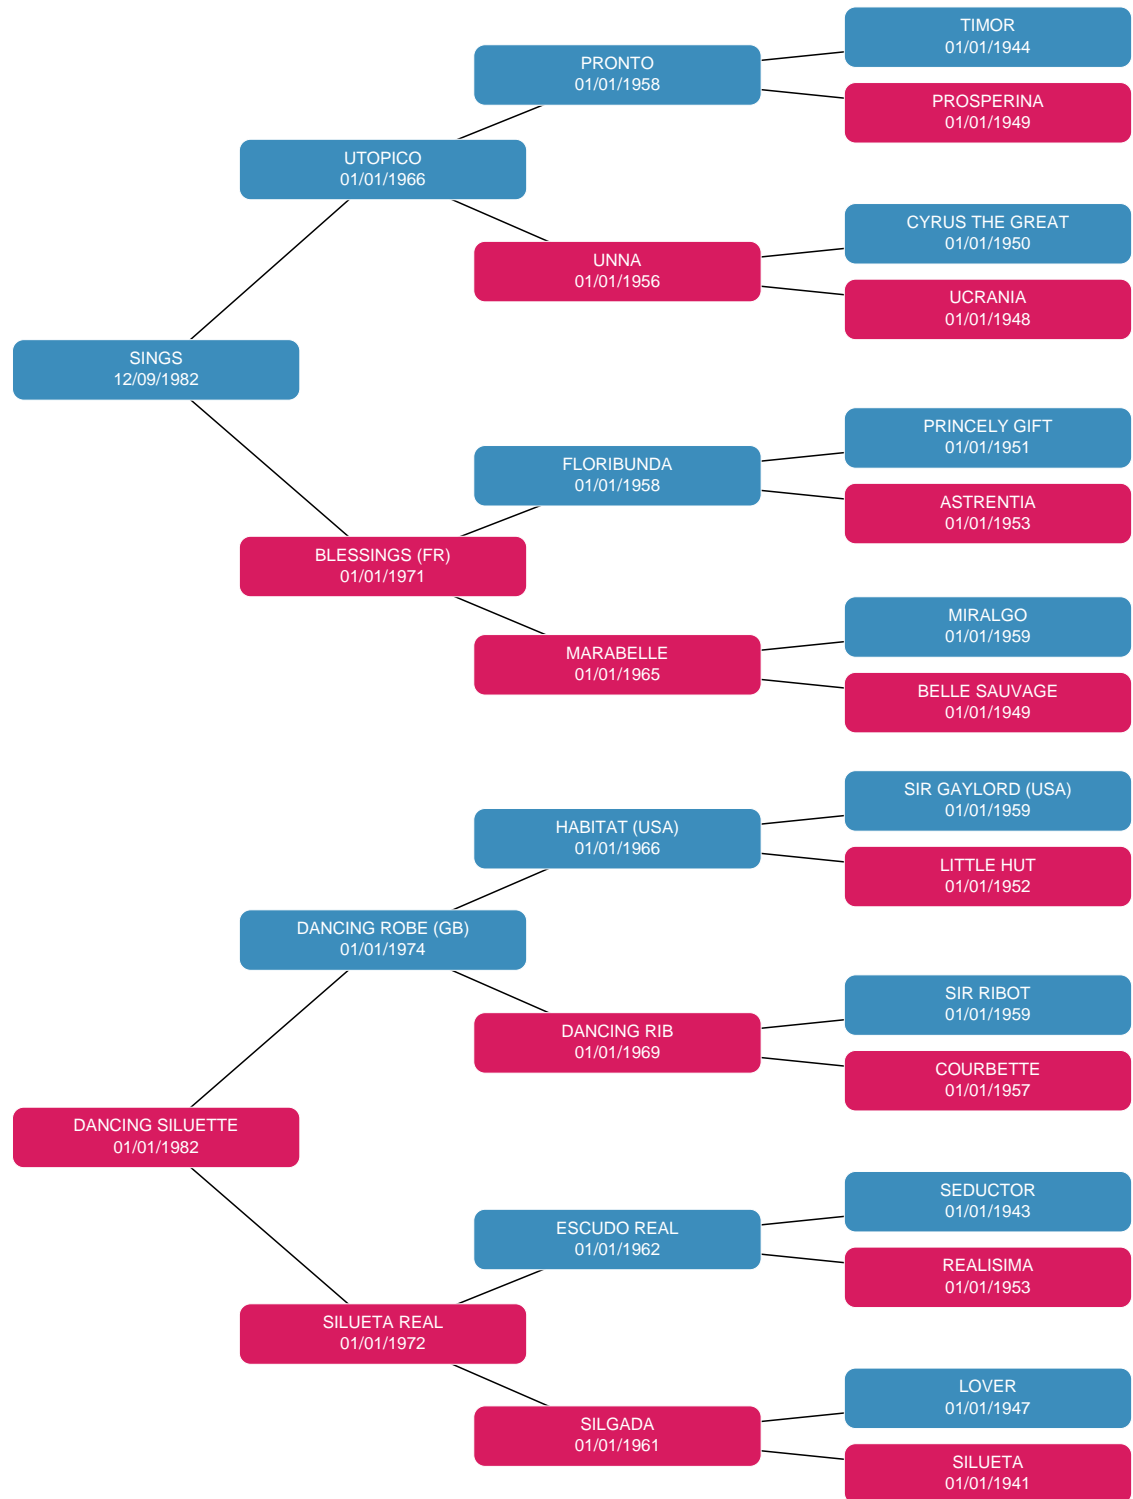 TIMOR
01/01/1944
PRONTO
01/01/1958
PROSPERINA
01/01/1949
UTOPICO
01/01/1966
CYRUS THE GREAT
01/01/1950
UNNA
01/01/1956
UCRANIA
01/01/1948
SINGS
12/09/1982
PRINCELY GIFT
01/01/1951
FLORIBUNDA
01/01/1958
ASTRENTIA
01/01/1953
BLESSINGS (FR)
01/01/1971
MIRALGO
01/01/1959
MARABELLE
01/01/1965
BELLE SAUVAGE
01/01/1949
SIR GAYLORD (USA)
01/01/1959
HABITAT (USA)
01/01/1966
LITTLE HUT
01/01/1952
DANCING ROBE (GB)
01/01/1974
SIR RIBOT
01/01/1959
DANCING RIB
01/01/1969
COURBETTE
01/01/1957
DANCING SILUETTE
01/01/1982
SEDUCTOR
01/01/1943
ESCUDO REAL
01/01/1962
REALISIMA
01/01/1953
SILUETA REAL
01/01/1972
LOVER
01/01/1947
SILGADA
01/01/1961
SILUETA
01/01/1941